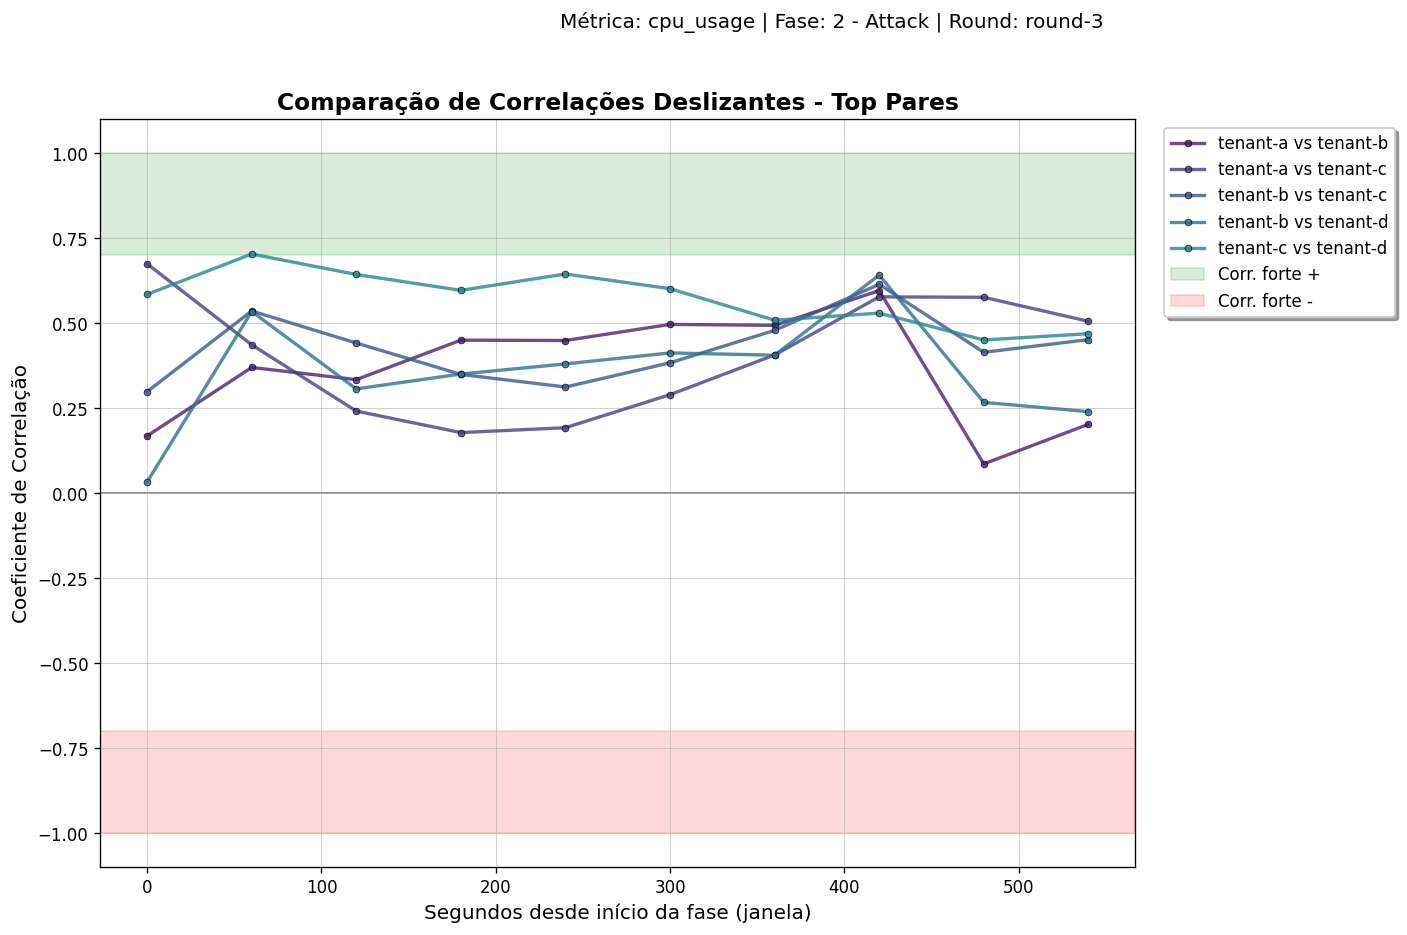 Métrica: cpu_usage | Fase: 2 - Attack | Round: round-3
Comparação de Correlações Deslizantes - Top Pares
1.00
0.75
0.50
0.25
0.00
−0.25
−0.50
−0.75
−1.00
Coeficiente de Correlação
0 100 200 300 400 500
Segundos desde início da fase (janela)
tenant-a vs tenant-b
tenant-a vs tenant-c
tenant-b vs tenant-c
tenant-b vs tenant-d
tenant-c vs tenant-d
Corr. forte +
Corr. forte -